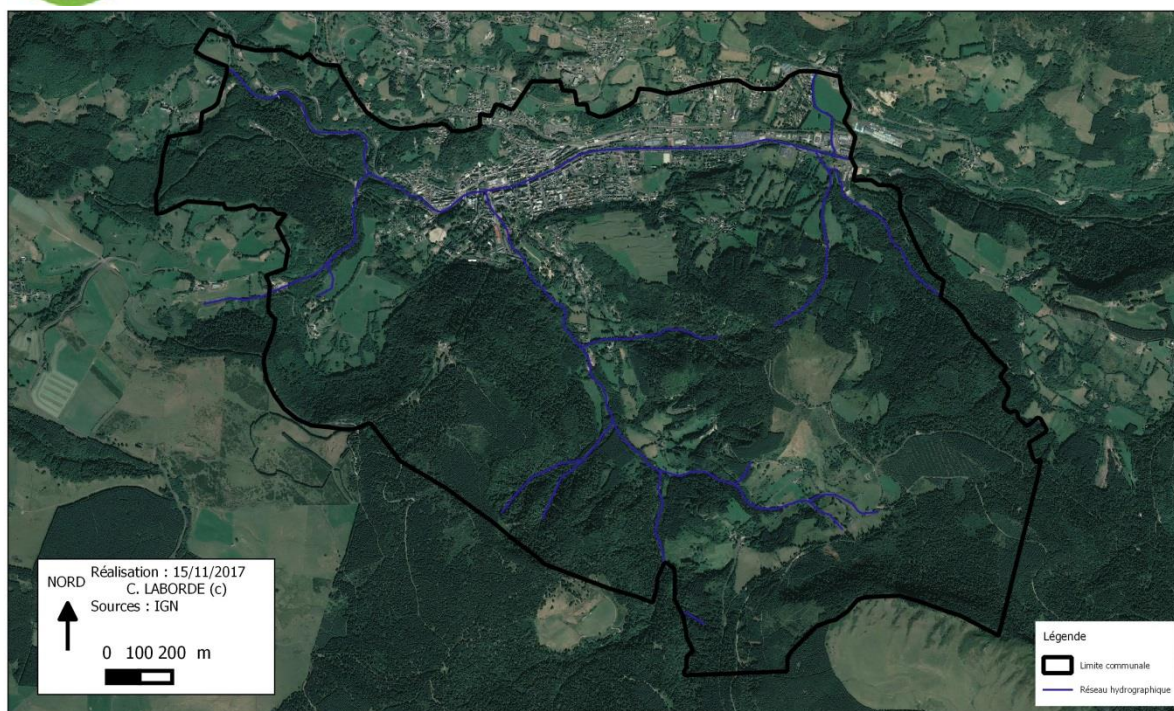 Réalisation : 15/11/2017
NORD
C. LABORDE (c)
Sources : IGN
0 100 200 m
Légende
Limite communale
Réseau hydrographique